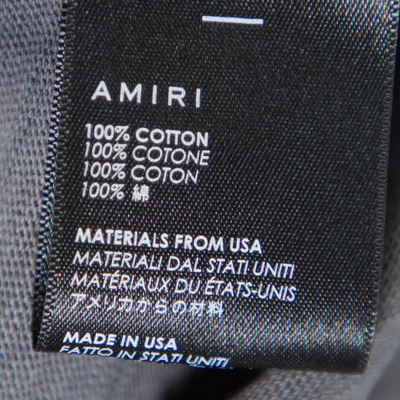 AMIRI
100% COTTON
100% COTONE
100% COTON
100% 綿
MATERIALS FROM USA
MATERIALI DAL STATI UNITI
MATÉRIAUX DU ÉTATS-UNIS
アメリカからの材料
MADE IN USA
FATTO IN STATI UNITI